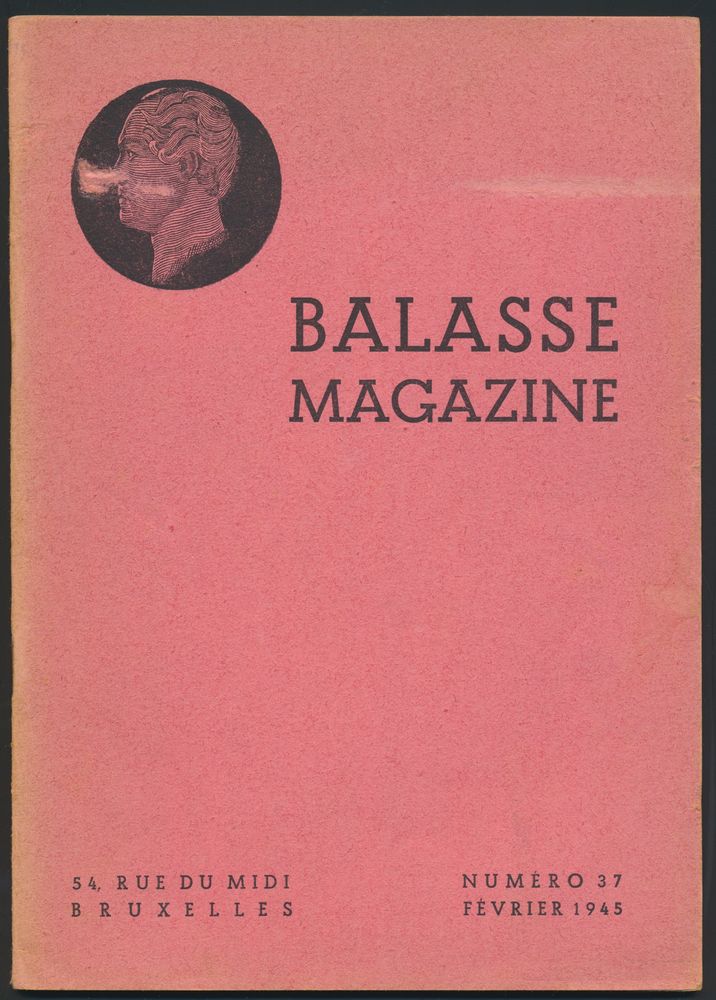 BALASSE
MAGAZINE
54, RUE DU MIDI
BRUXELLES
NUMÉRO 37
FÉVRIER 1945